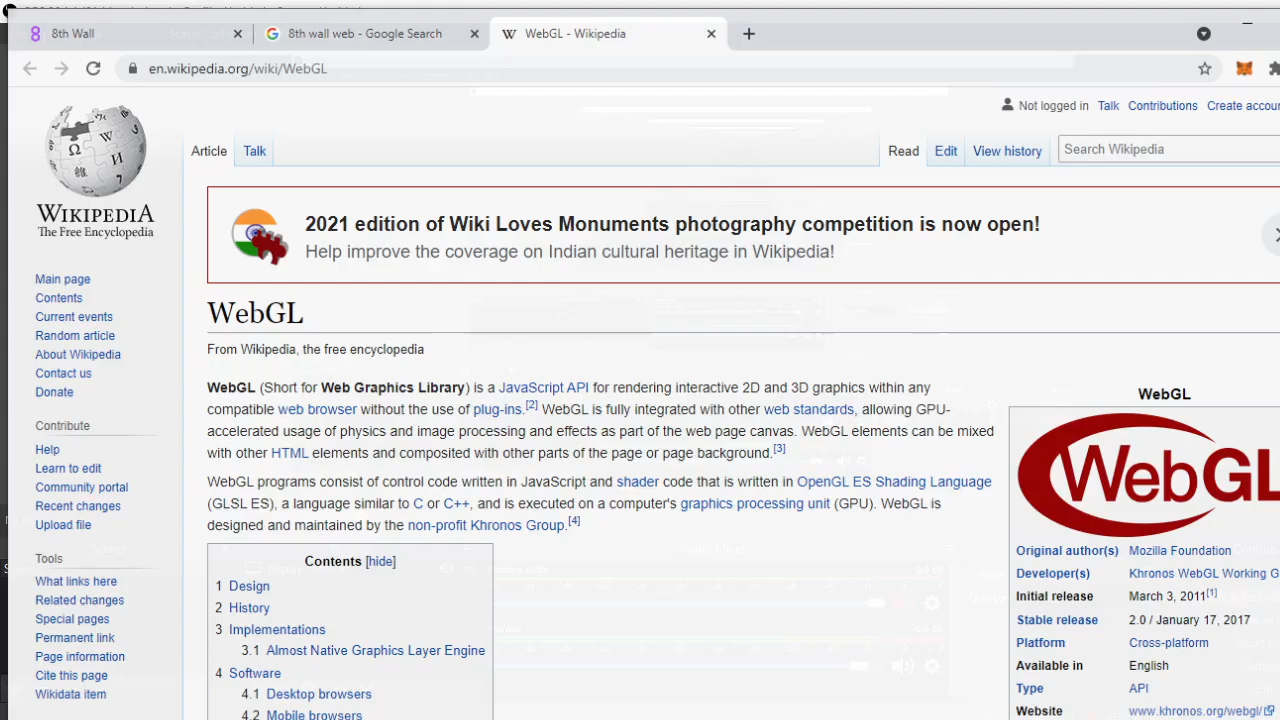 8th Wall
8th wall web - Google Search
WebGL - Wikipedia
en.wikipedia.org/wiki/WebGL
Not logged in Talk Contributions Create accou
WIKIPEDIA
The Free Encyclopedia
Article Talk
Read Edit View history
Search Wikipedia
2021 edition of Wiki Loves Monuments photography competition is now open!
Help improve the coverage on Indian cultural heritage in Wikipedia!
Main page
Contents
Current events
Random article
About Wikipedia
Contact us
Donate
Contribute
Help
Learn to edit
Community portal
Recent changes
Upload file
Tools
What links here
Related changes
Special pages
Permanent link
Page information
Cite this page
Wikidata item
WebGL
From Wikipedia, the free encyclopedia
WebGL (Short for Web Graphics Library) is a JavaScript API for rendering interactive 2D and 3D graphics within any
compatible web browser without the use of plug-ins.[2] WebGL is fully integrated with other web standards, allowing GPU-
accelerated usage of physics and image processing and effects as part of the web page canvas. WebGL elements can be mixed
with other HTML elements and composited with other parts of the page or page background.[3]
WebGL programs consist of control code written in JavaScript and shader code that is written in OpenGL ES Shading Language
(GLSL ES), a language similar to C or C++, and is executed on a computer's graphics processing unit (GPU). WebGL is
designed and maintained by the non-profit Khronos Group.[4]
Contents [hide]
1 Design
2 History
3 Implementations
3.1 Almost Native Graphics Layer Engine
4 Software
4.1 Desktop browsers
4.2 Mobile browsers
WebGL
WebGL
Original author(s) Mozilla Foundation
Developer(s) Khronos WebGL Working G
Initial release March 3, 2011[1]
Stable release 2.0 / January 17, 2017
Platform Cross-platform
Available in English
Type API
Website www.khronos.org/webgl/